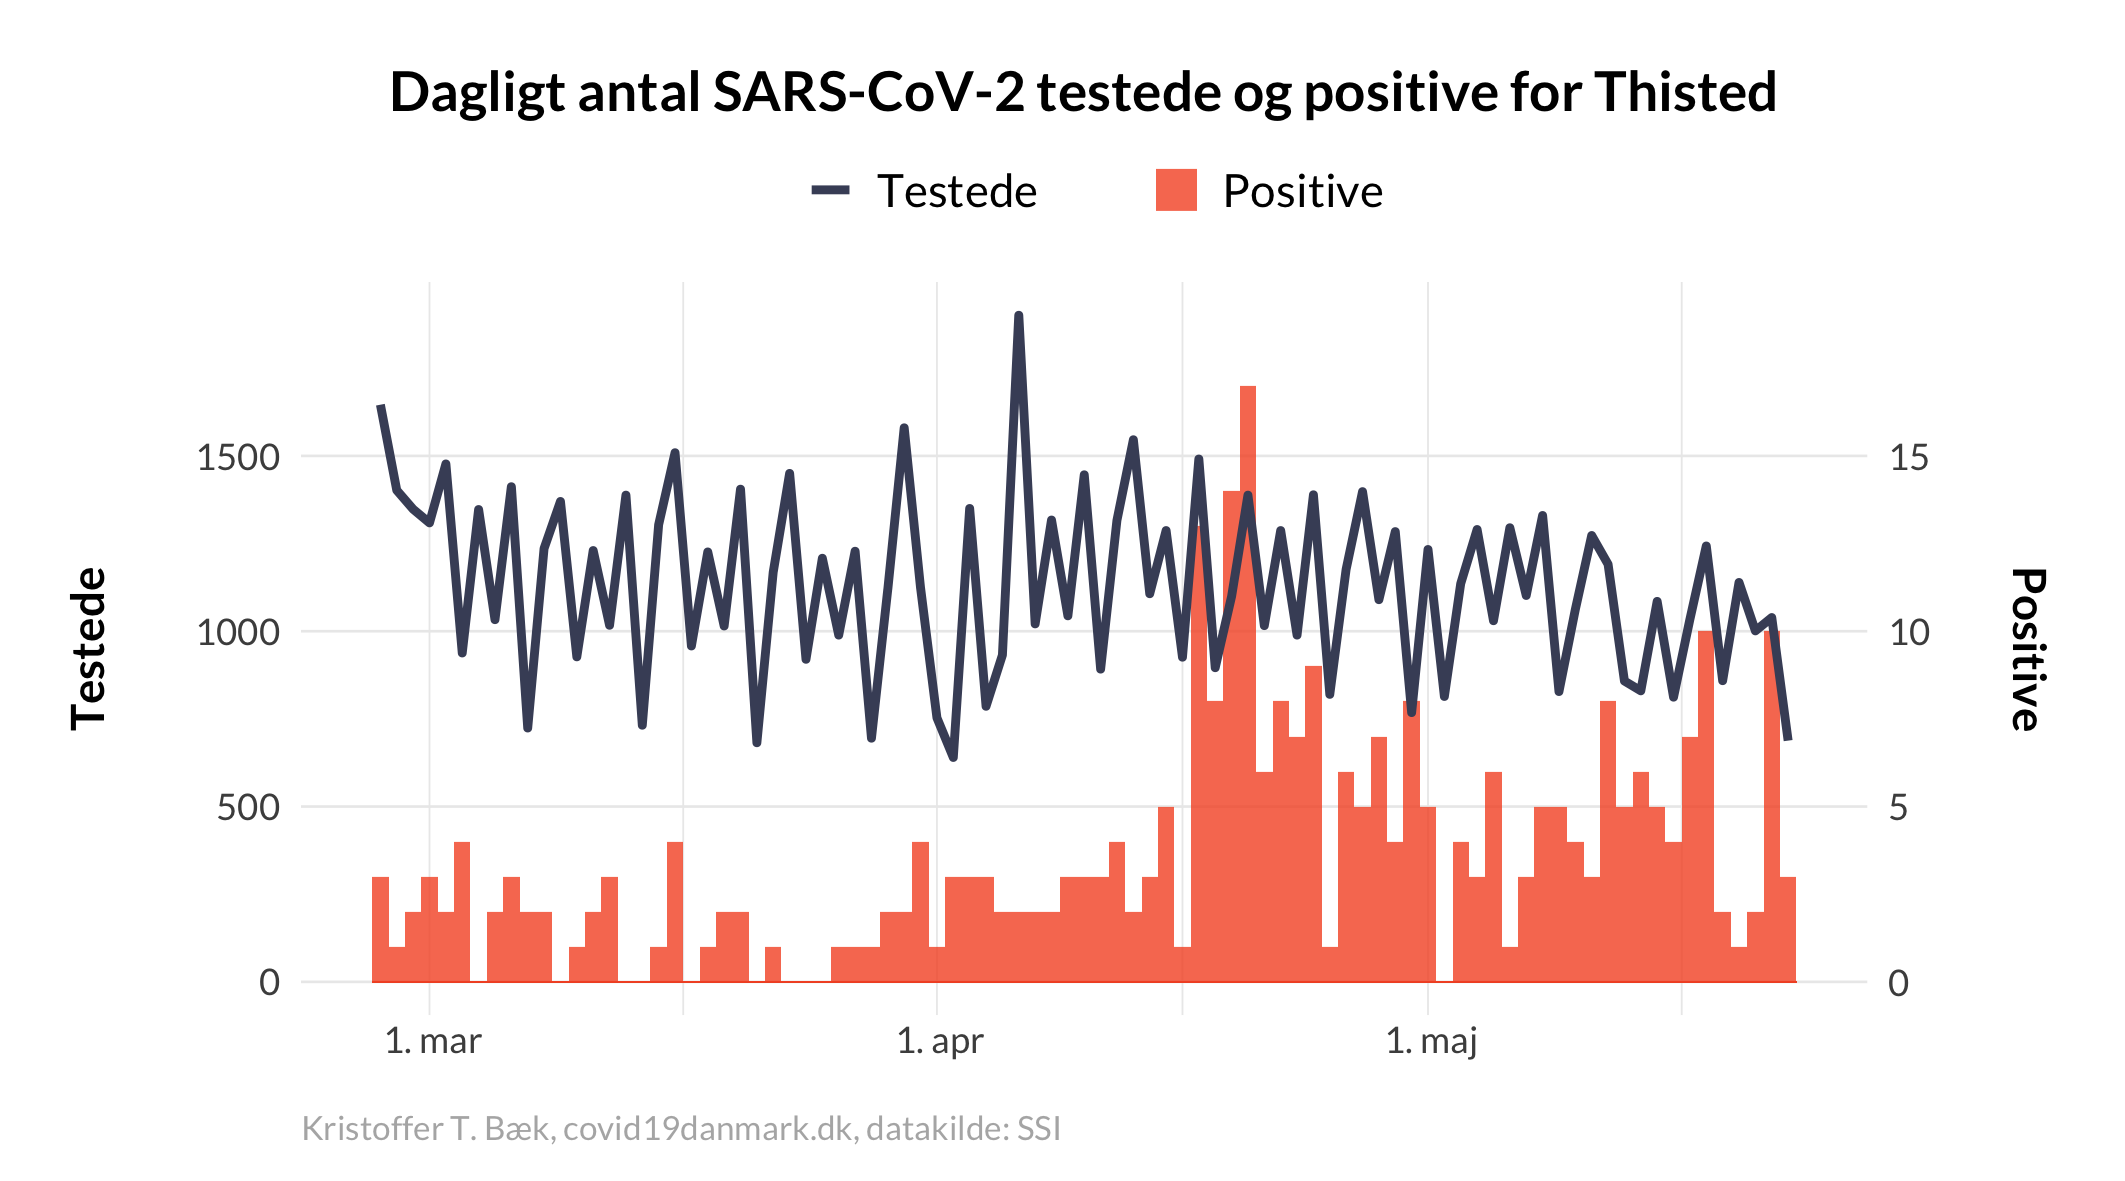 Dagligt antal SARS-CoV-2 testede og positive for Thisted
Testede
Positive
Testede
1500
1000
500
0
15
10
5
0
Positive
1. mar
1. apr
1. maj
Kristoffer T. Bæk, covid19danmark.dk, datakilde: SSI